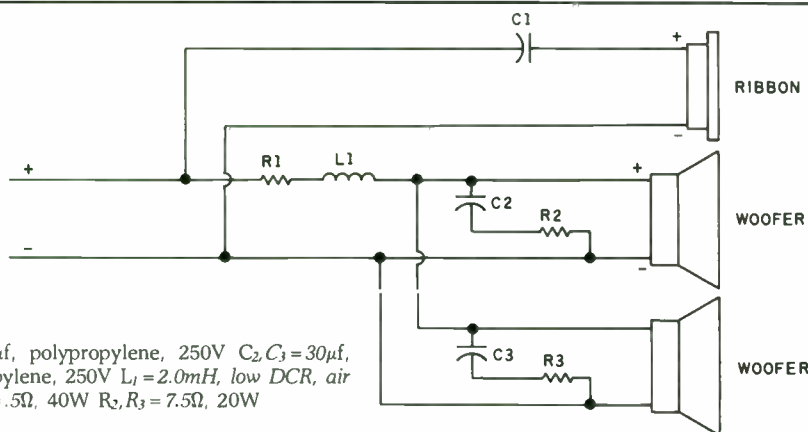 C1
+
RIBBON
-
+
R1
L1
+
C2
R2
WOOFER
-
-
C3
R3
WOOFER
f, polypropylene, 250V C₂,C₃=30µf,
ylene, 250V L₁=2.0mH, low DCR, air
.5Ω, 40W R₂,R₃=7.5Ω, 20W